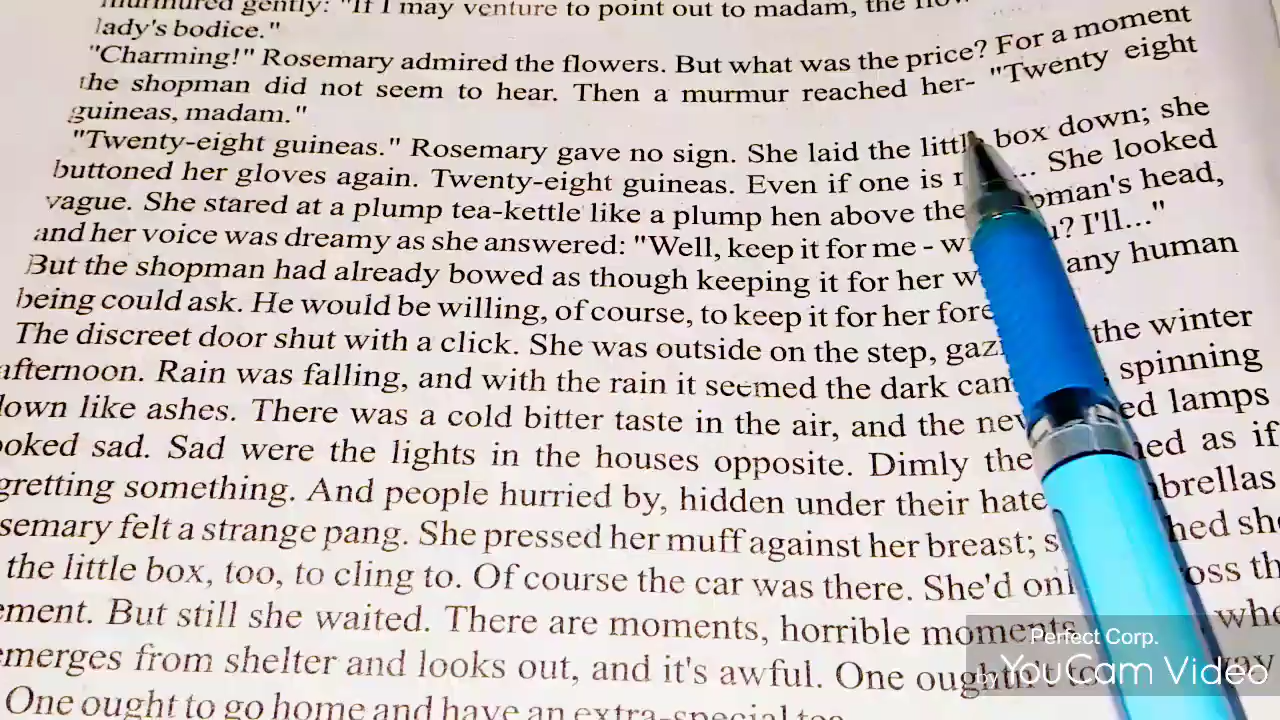 murmured gently: "If I may venture to point out to madam, the
lady's bodice."
"Charming!" Rosemary admired the flowers. But what was the price? For a moment
the shopman did not seem to hear. Then a murmur reached her- "Twenty eight
guineas, madam."
"Twenty-eight guineas." Rosemary gave no sign. She laid the little box down; she
buttoned her gloves again. Twenty-eight guineas. Even if one is ... She looked
vague. She stared at a plump tea-kettle like a plump hen above the head,
and her voice was dreamy as she answered: "Well, keep it for me - I'll..."
But the shopman had already bowed as though keeping it for her any human
being could ask. He would be willing, of course, to keep it for her
The discreet door shut with a click. She was outside on the step, the winter
afternoon. Rain was falling, and with the rain it seemed the dark spinning
down like ashes. There was a cold bitter taste in the air, and the lamps
looked sad. Sad were the lights in the houses opposite. Dimly as if
regretting something. And people hurried by, hidden under their umbrellas
Rosemary felt a strange pang. She pressed her muff against her breast;
the little box, too, to cling to. Of course the car was there. She'd
But still she waited. There are moments, horrible moments
emerges from shelter and looks out, and it's awful. One
One ought to go home and have an extra-special
Perfect Corp.
by YouCam Video